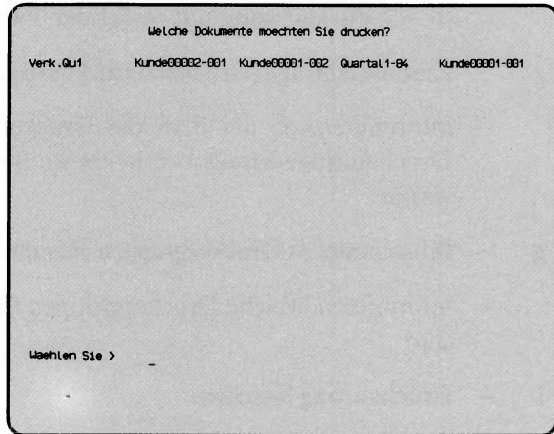 Welche Dokumente moechten Sie drucken?
Verk.Qu1 Kunde00002-001 Kunde00001-002 Quartal1-84 Kunde00001-001
Waehlen Sie > _